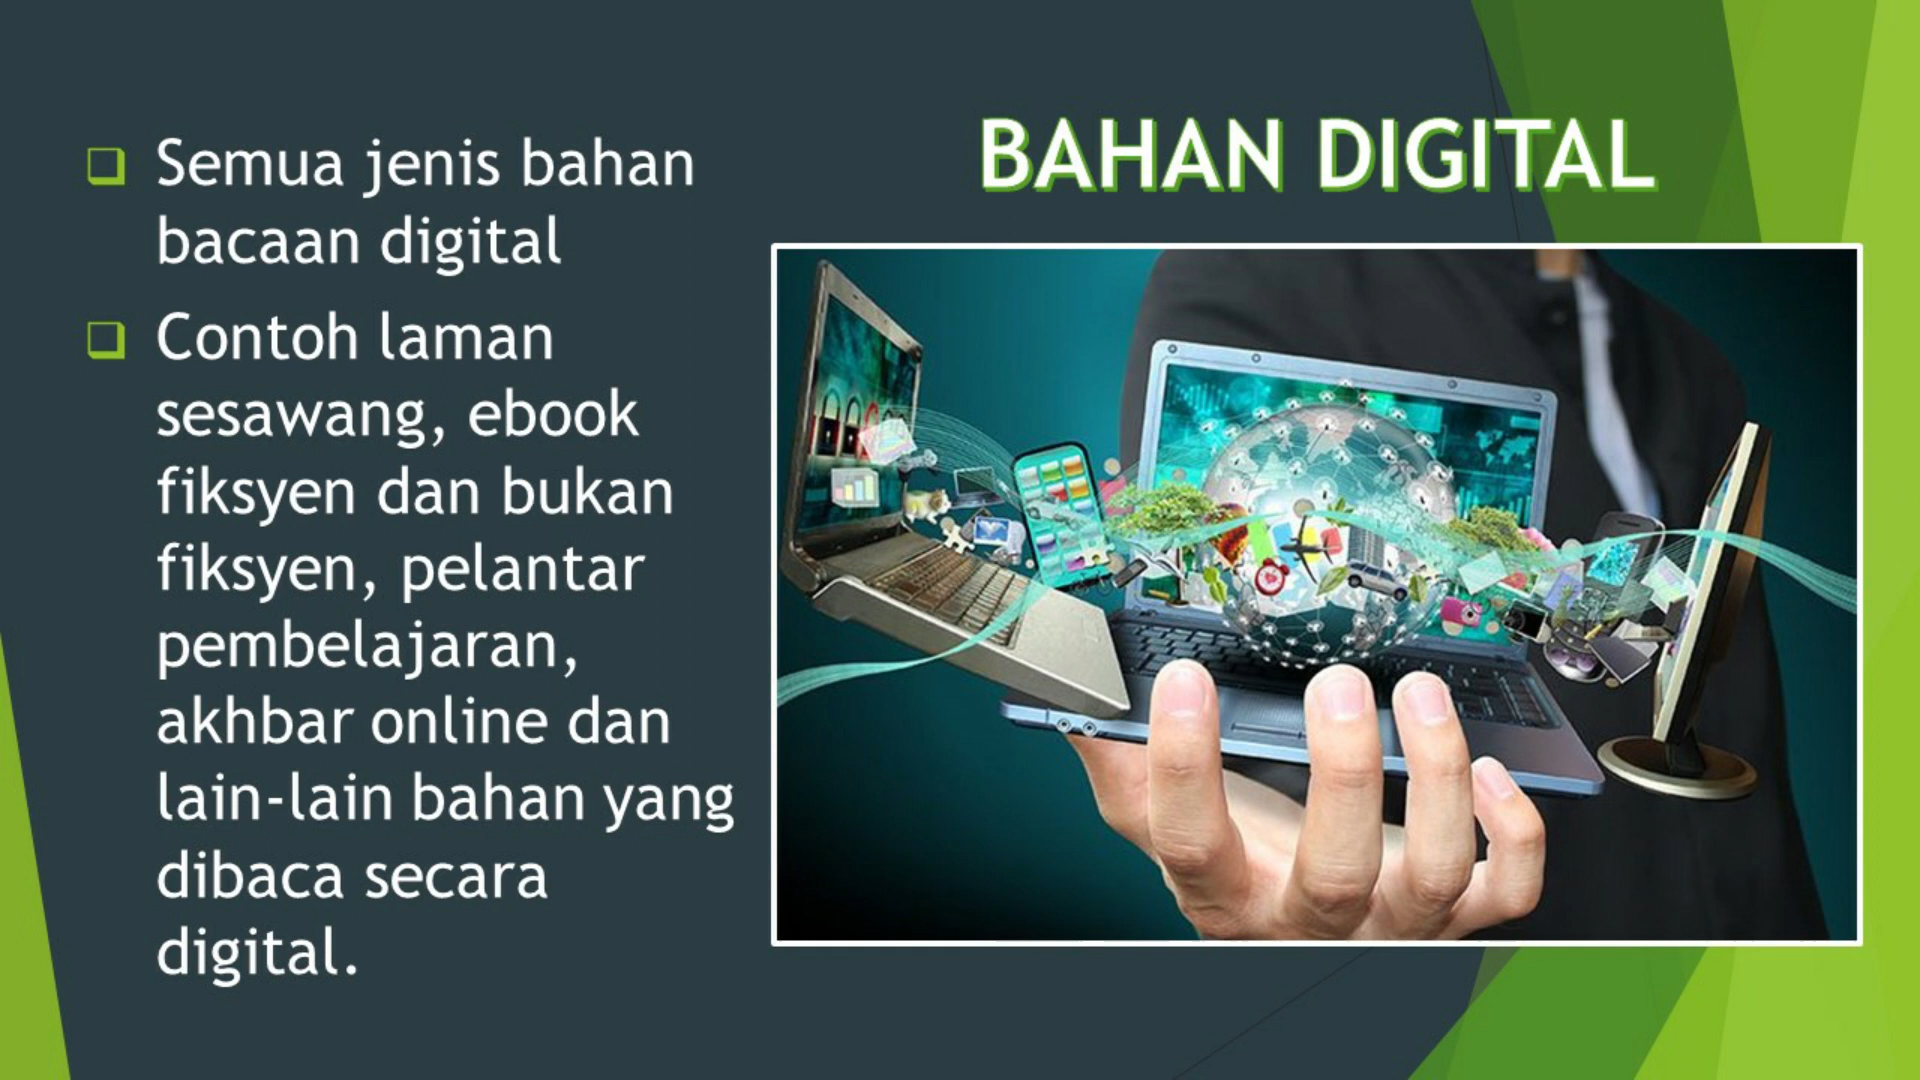 BAHAN DIGITAL
Semua jenis bahan
bacaan digital
Contoh laman
sesawang, ebook
fiksyen dan bukan
fiksyen, pelantar
pembelajaran,
akhbar online dan
lain-lain bahan yang
dibaca secara
digital.